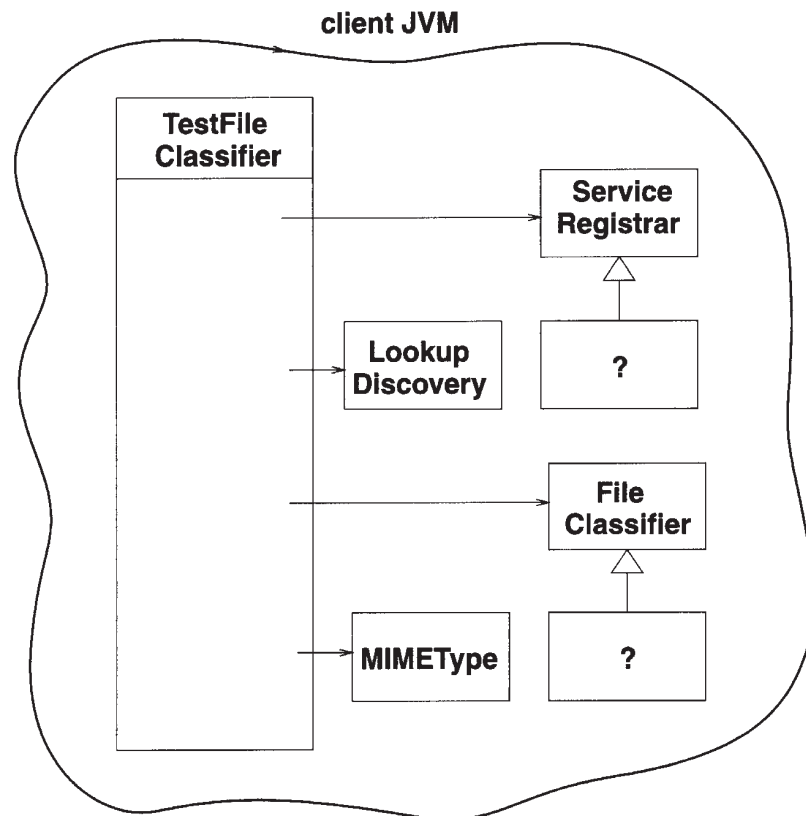 client JVM
TestFile
Classifier
Service
Registrar
Lookup
Discovery
?
File
Classifier
MIMEType
?